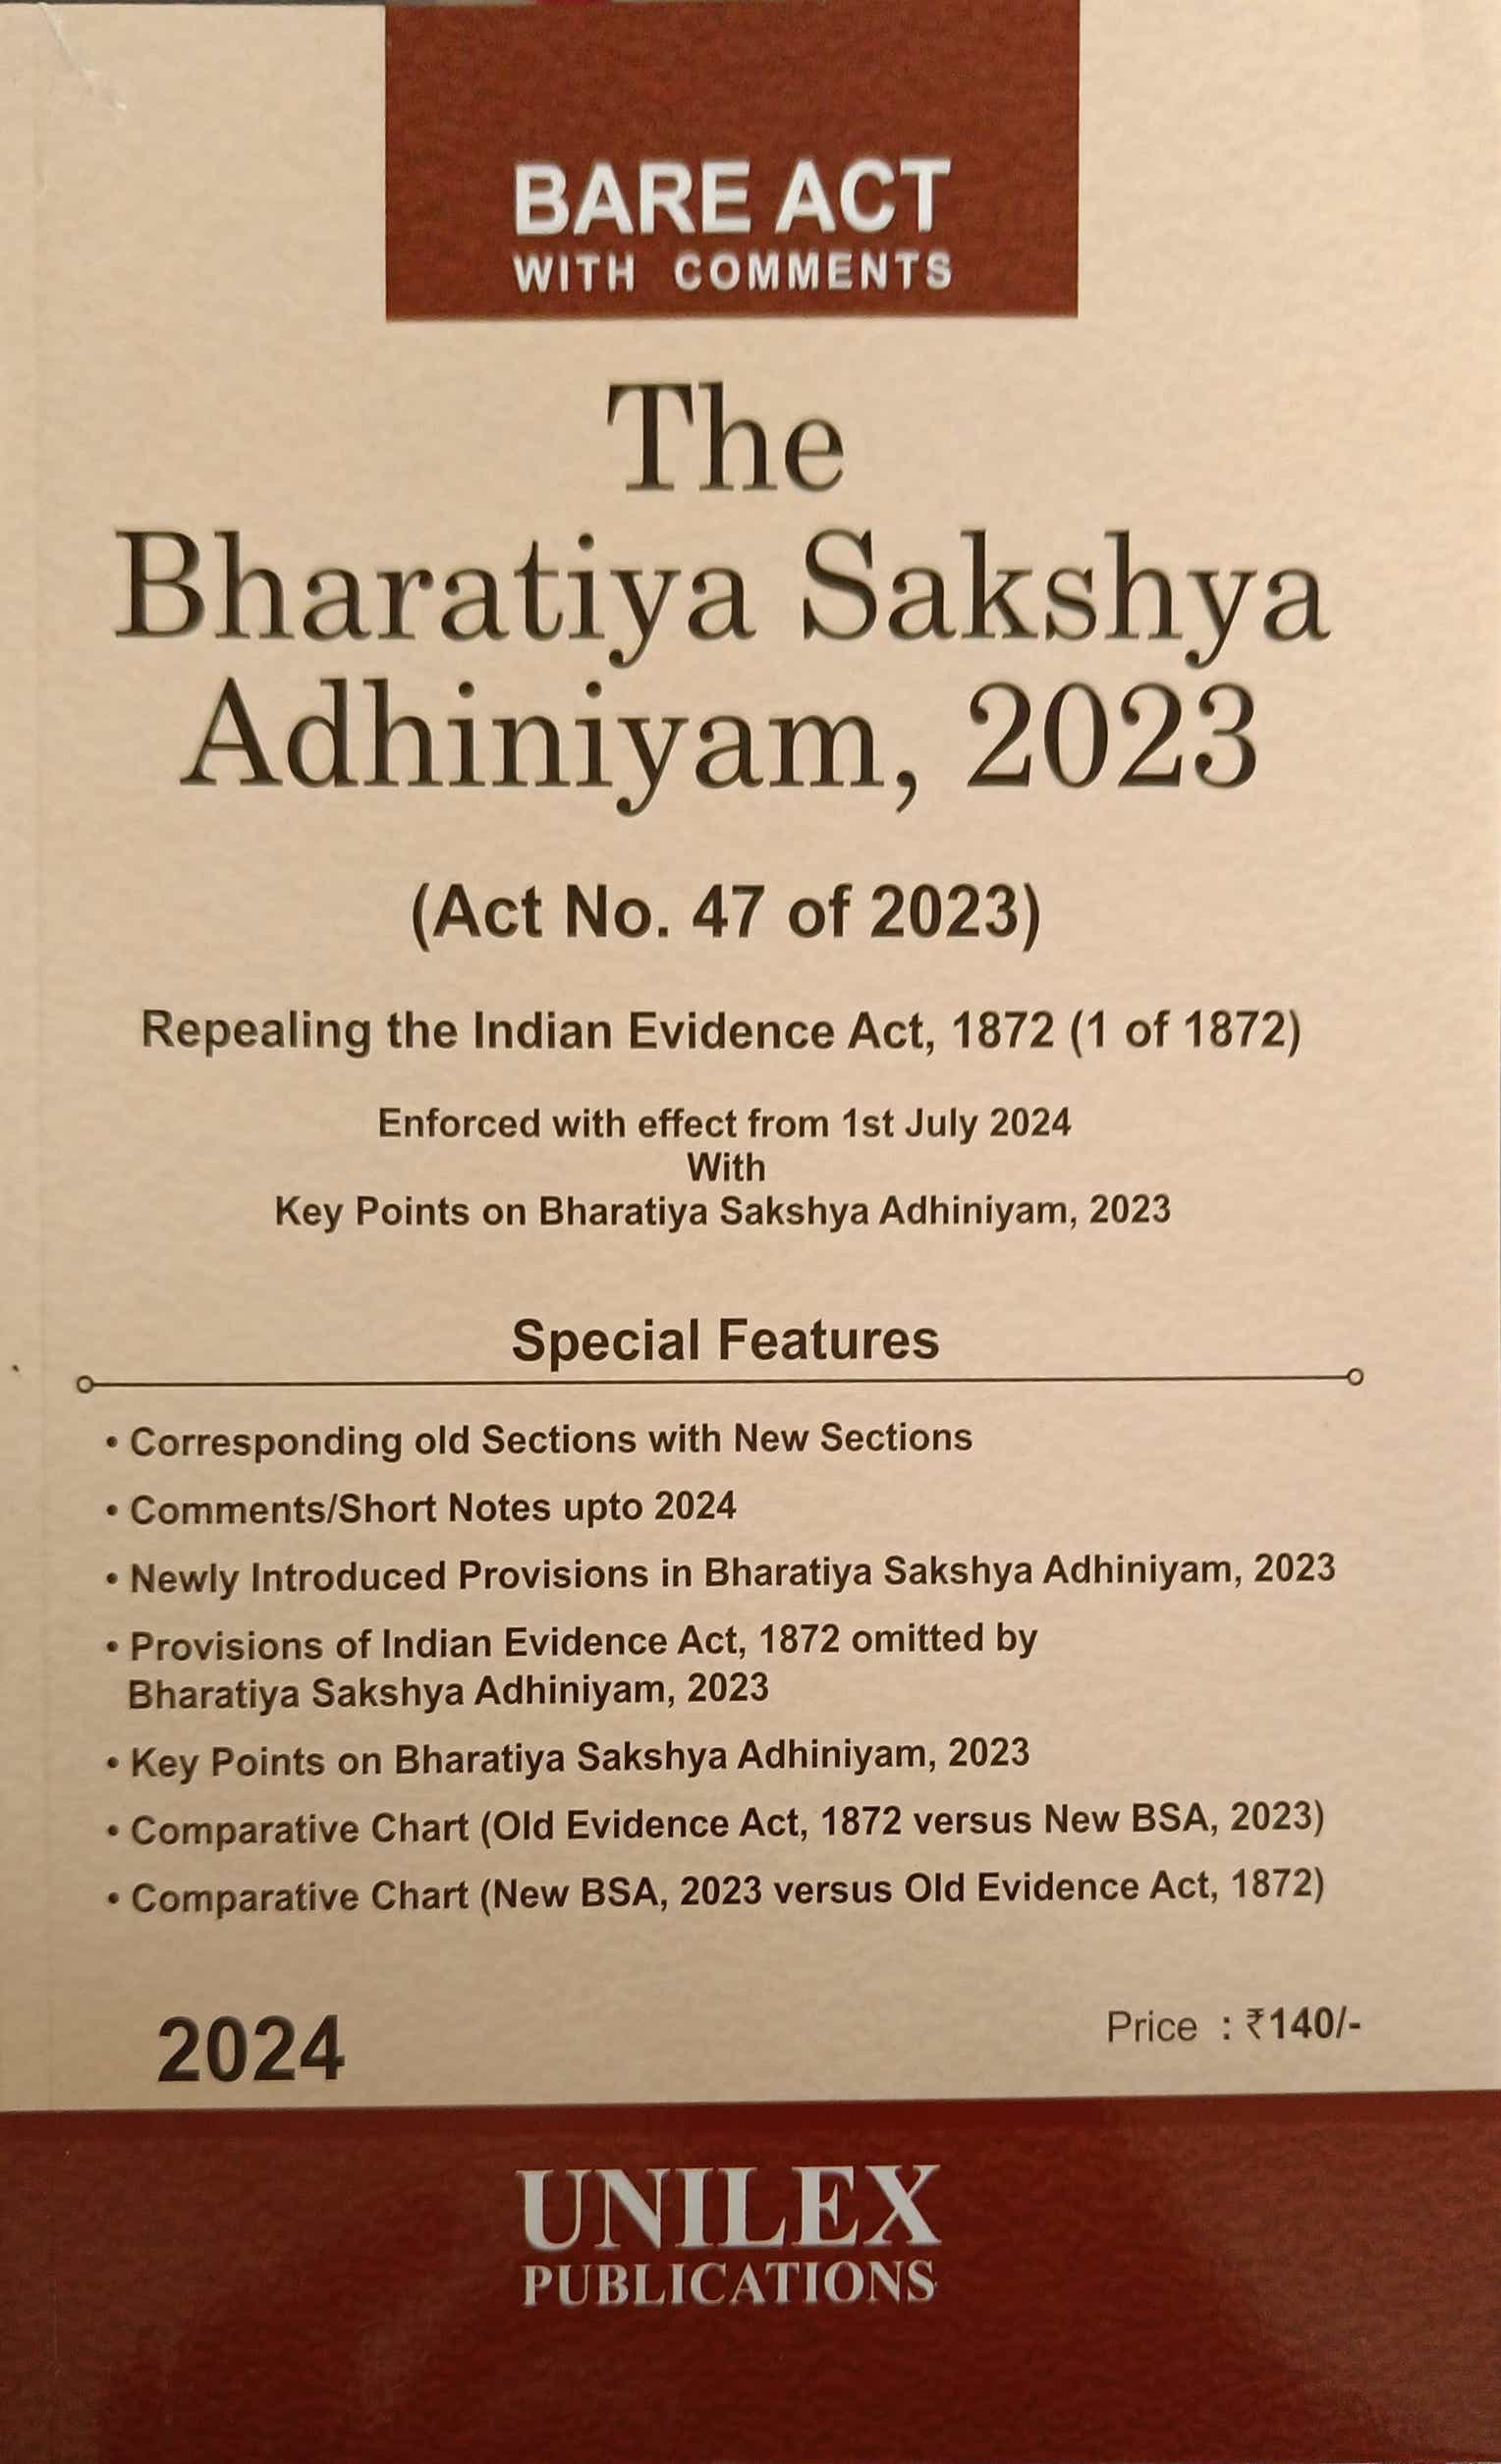 BARE ACT
WITH COMMENTS
The
Bharatiya Sakshya
Adhiniyam, 2023
(Act No. 47 of 2023)
Repealing the Indian Evidence Act, 1872 (1 of 1872)
Enforced with effect from 1st July 2024
With
Key Points on Bharatiya Sakshya Adhiniyam, 2023
Special Features
• Corresponding old Sections with New Sections
• Comments/Short Notes upto 2024
• Newly Introduced Provisions in Bharatiya Sakshya Adhiniyam, 2023
• Provisions of Indian Evidence Act, 1872 omitted by
Bharatiya Sakshya Adhiniyam, 2023
• Key Points on Bharatiya Sakshya Adhiniyam, 2023
• Comparative Chart (Old Evidence Act, 1872 versus New BSA, 2023)
• Comparative Chart (New BSA, 2023 versus Old Evidence Act, 1872)
2024
Price : ₹140/-
UNILEX
PUBLICATIONS